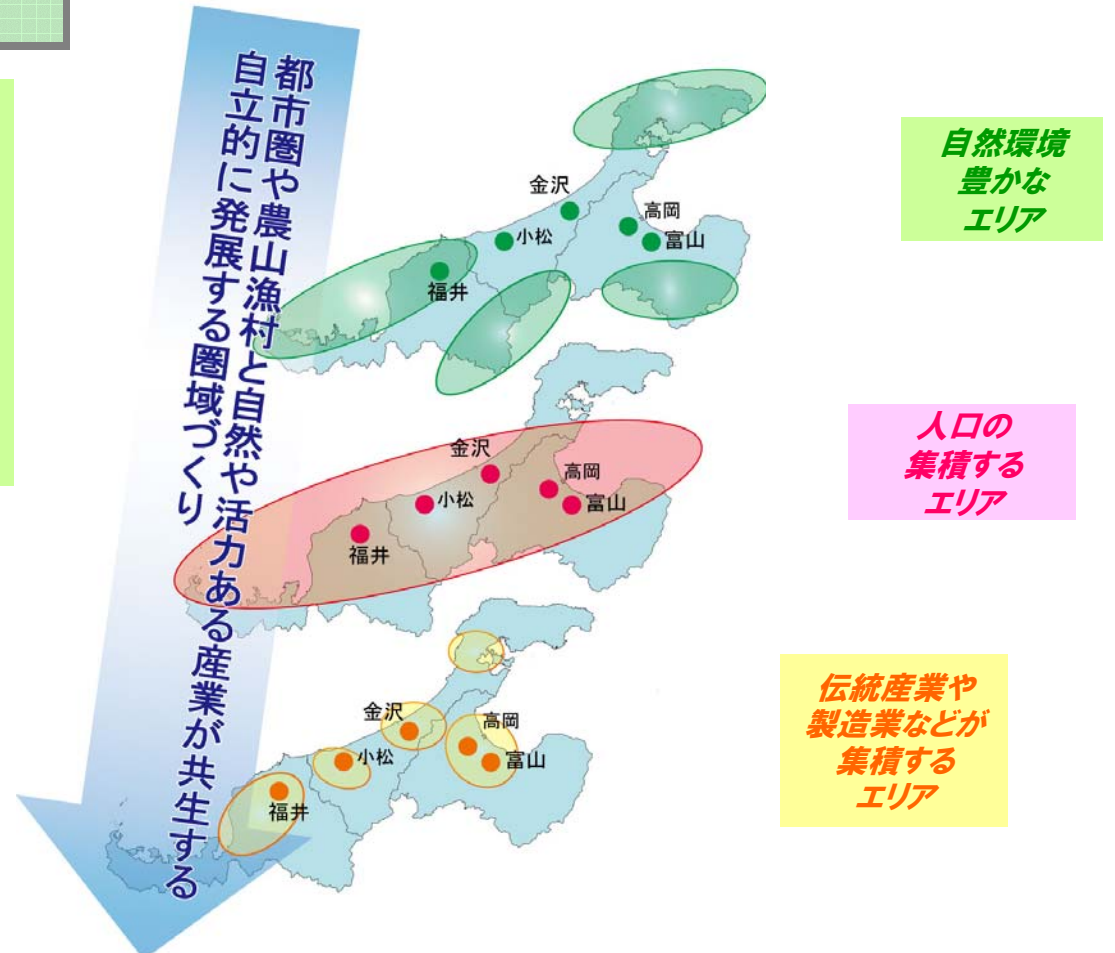 都市圏や農山漁村と自然や活力ある産業が共生する
自立的に発展する圏域づくり
金沢
高岡
小松
富山
福井
自然環境
豊かな
エリア
金沢
高岡
小松
富山
福井
人口の
集積する
エリア
金沢
高岡
小松
富山
福井
伝統産業や
製造業などが
集積する
エリア